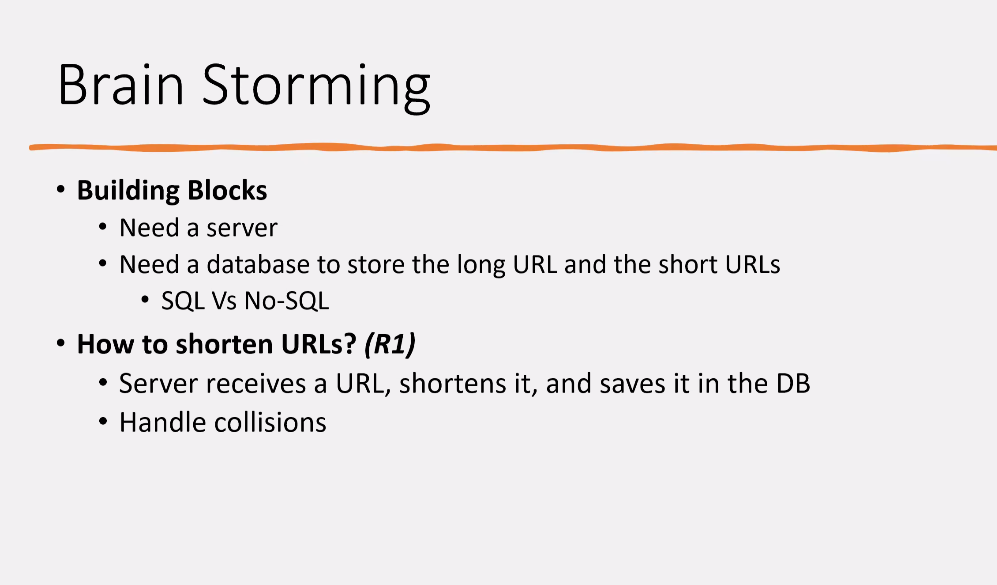 Brain Storming
• Building Blocks
• Need a server
• Need a database to store the long URL and the short URLs
• SQL Vs No-SQL
• How to shorten URLs? (R1)
• Server receives a URL, shortens it, and saves it in the DB
• Handle collisions